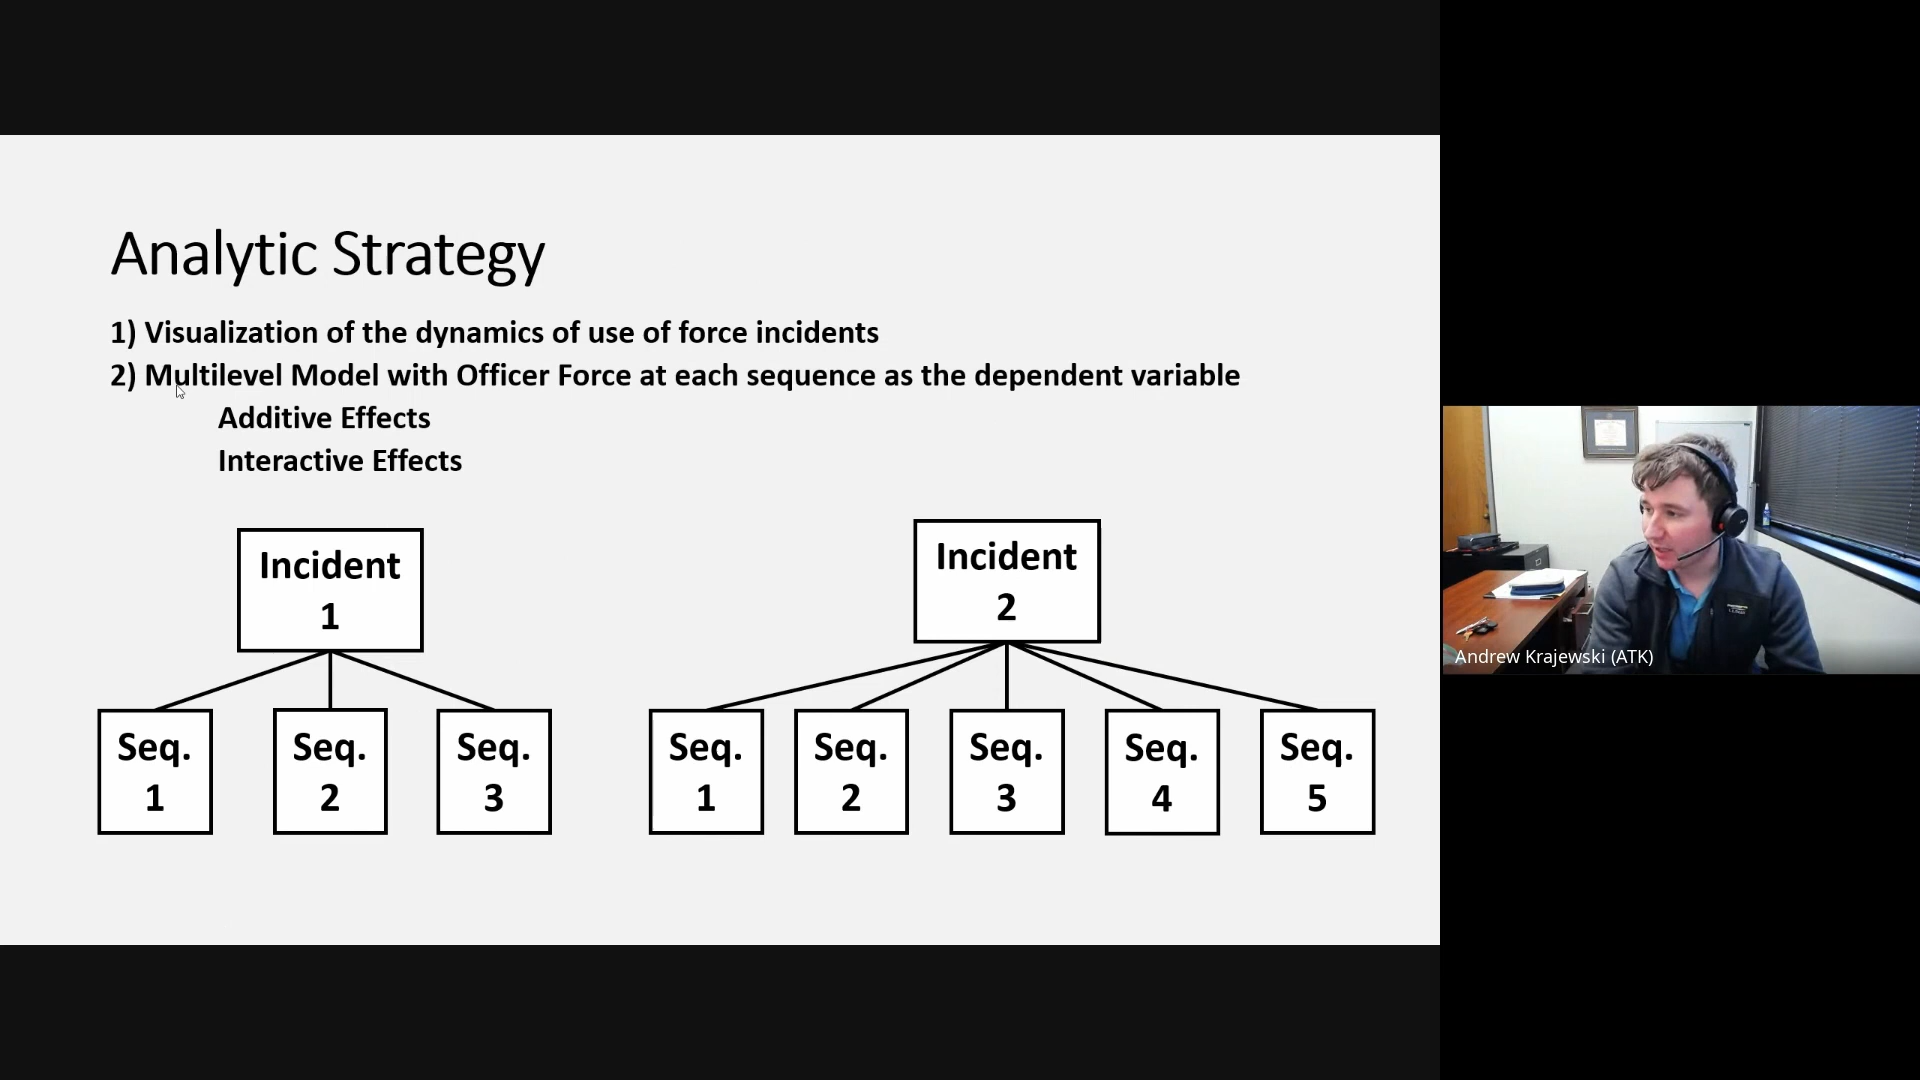 Analytic Strategy
1) Visualization of the dynamics of use of force incidents
2) Multilevel Model with Officer Force at each sequence as the dependent variable
Additive Effects
Interactive Effects
Incident
1
Incident
2
Seq.
1
Seq.
2
Seq.
3
Seq.
1
Seq.
2
Seq.
3
Seq.
4
Seq.
5
Andrew Krajewski (ATK)